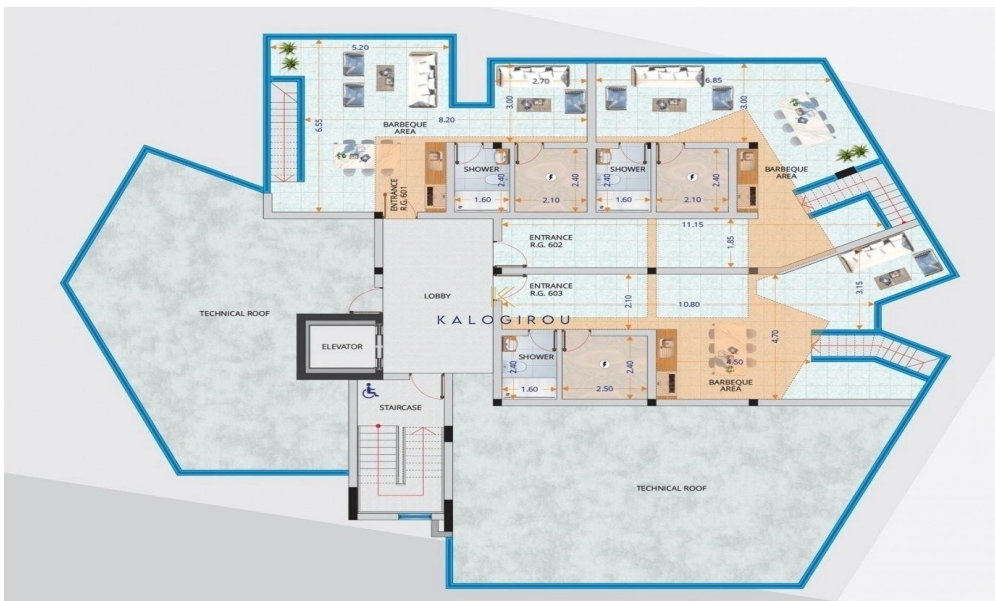 5.20
2.70
6.85
3.00
3.00
6.55
8.20
BARBEQUE
AREA
SHOWER
2.40
1.60
2.40
2.10
SHOWER
2.40
1.60
2.40
2.10
BARBEQUE
AREA
ENTRANCE
R.G. 601
11.15
1.85
ENTRANCE
R.G. 602
ENTRANCE
R.G. 603
2.10
10.80
3.15
LOBBY
TECHNICAL ROOF
KALOGIROU
ELEVATOR
SHOWER
2.40
1.60
2.40
2.50
4.70
4.50
BARBEQUE
AREA
STAIRCASE
TECHNICAL ROOF